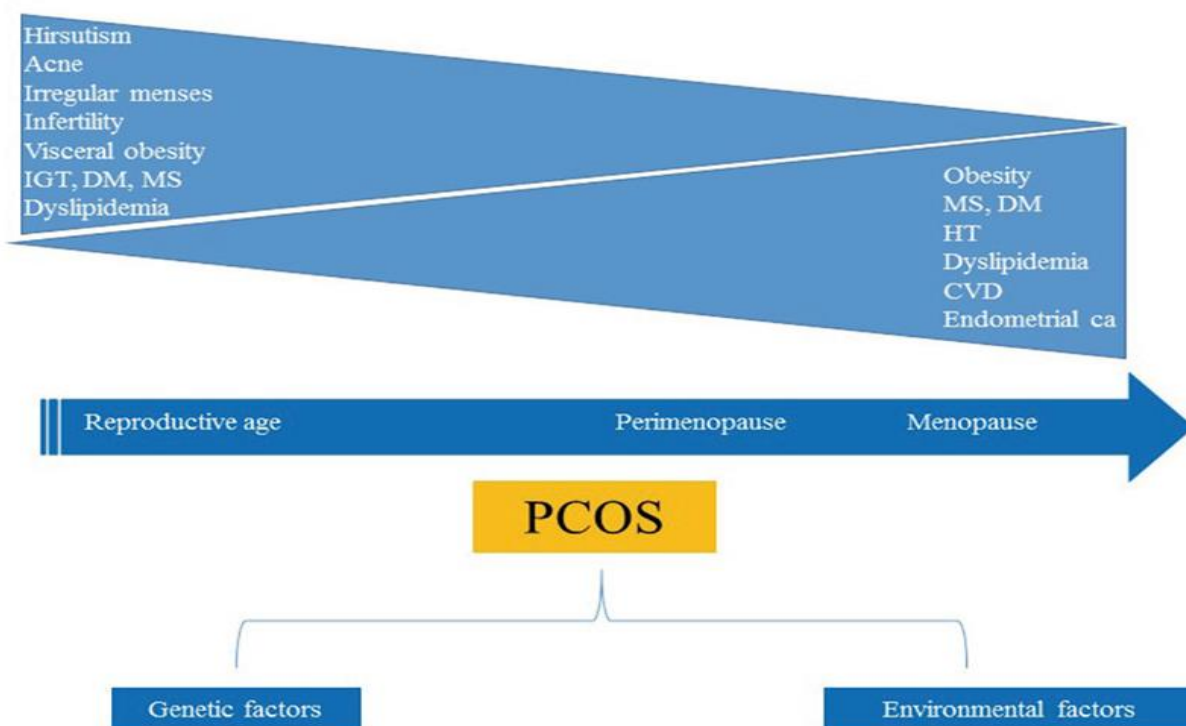 Hirsutism
Acne
Irregular menses
Infertility
Visceral obesity
IGT, DM, MS
Dyslipidemia
Obesity
MS, DM
HT
Dyslipidemia
CVD
Endometrial ca
Reproductive age
Perimenopause
Menopause
PCOS
Genetic factors
Environmental factors